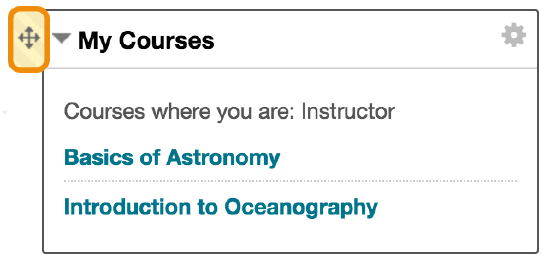 My Courses
Courses where you are: Instructor
Basics of Astronomy
Introduction to Oceanography